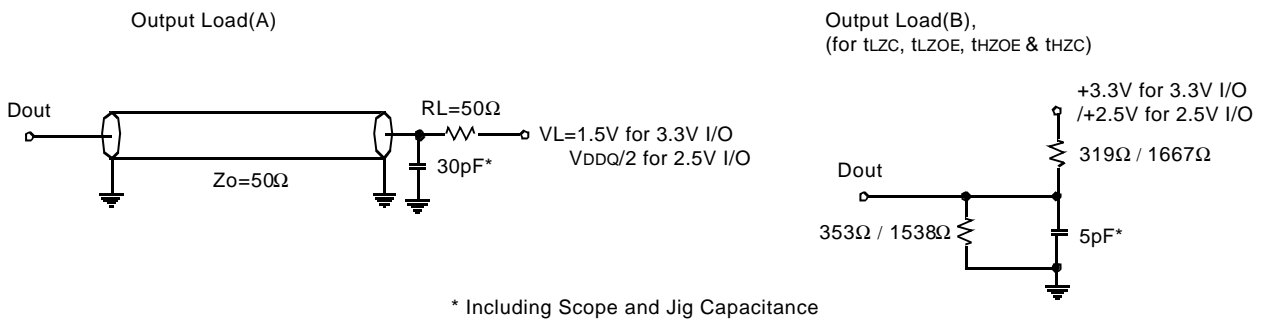 Output Load(A)
Dout
Zo=50Ω
RL=50Ω
30pF*
VL=1.5V for 3.3V I/O
VDDQ/2 for 2.5V I/O
Output Load(B),
(for tLZC, tLZOE, tHZOE & tHZC)
+3.3V for 3.3V I/O
/+2.5V for 2.5V I/O
319Ω / 1667Ω
Dout
353Ω / 1538Ω
5pF*
* Including Scope and Jig Capacitance